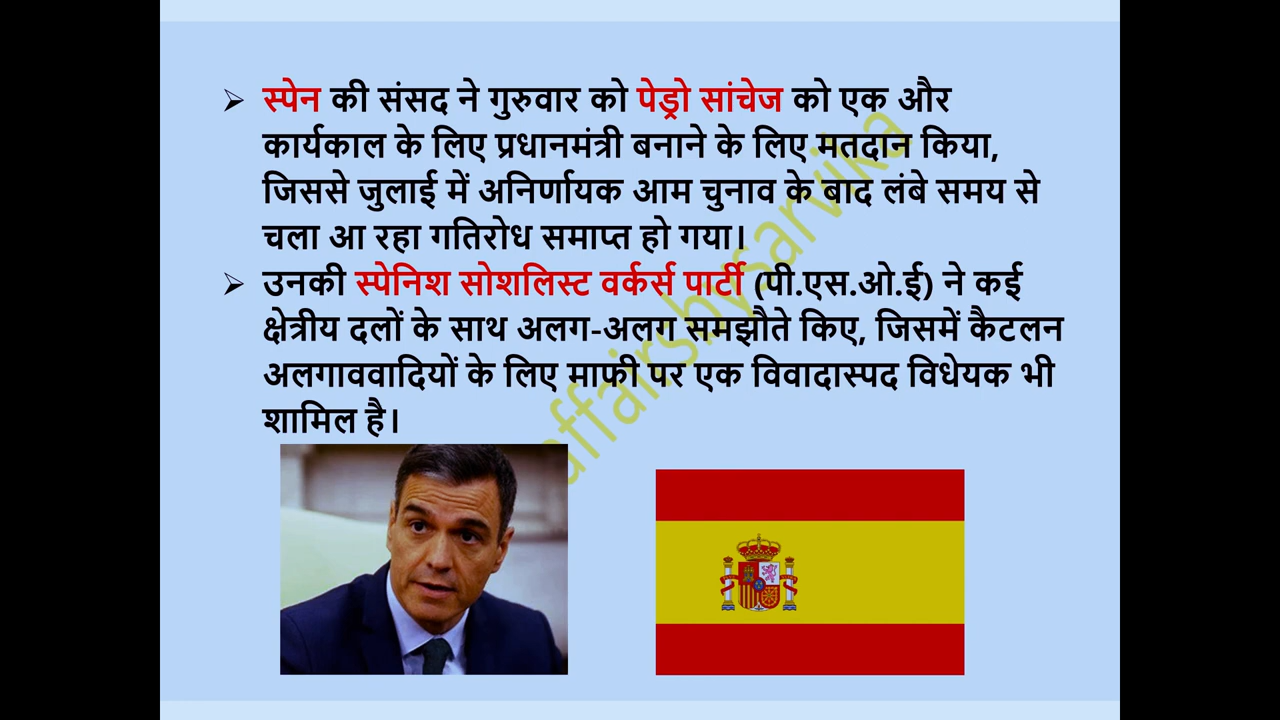 स्पेन की संसद ने गुरुवार को पेड्रो सांचेज को एक और
कार्यकाल के लिए प्रधानमंत्री बनाने के लिए मतदान किया,
जिससे जुलाई में अनिर्णायक आम चुनाव के बाद लंबे समय से
चला आ रहा गतिरोध समाप्त हो गया।
उनकी स्पेनिश सोशलिस्ट वर्कर्स पार्टी (पी.एस.ओ.ई) ने कई
क्षेत्रीय दलों के साथ अलग-अलग समझौते किए, जिसमें कैटलन
अलगाववादियों के लिए माफी पर एक विवादास्पद विधेयक भी
शामिल है।
affairsbysarvika